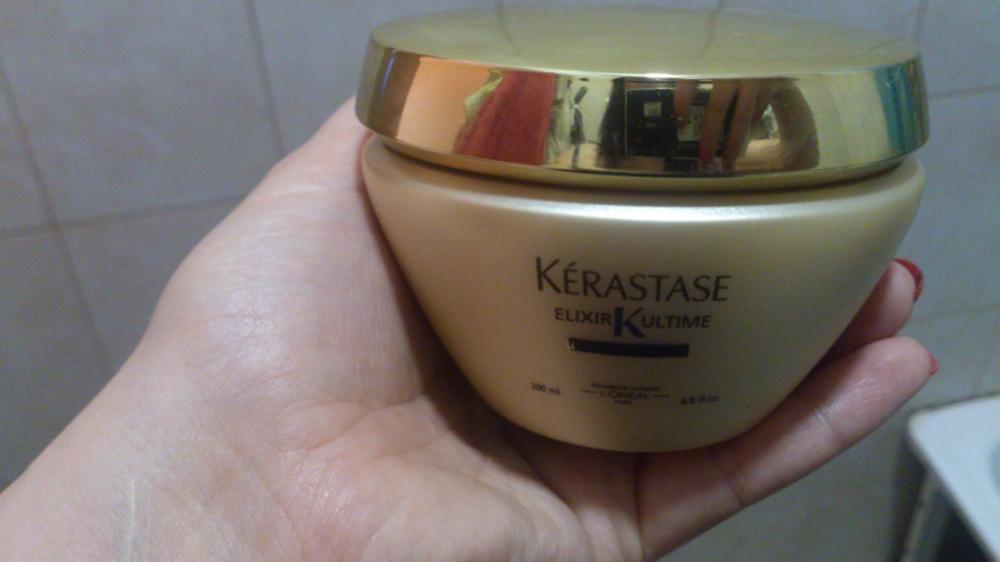 KÉRASTASE
ELIXIR K ULTIME
200 ml
L'ORÉAL
6.8 fl.oz